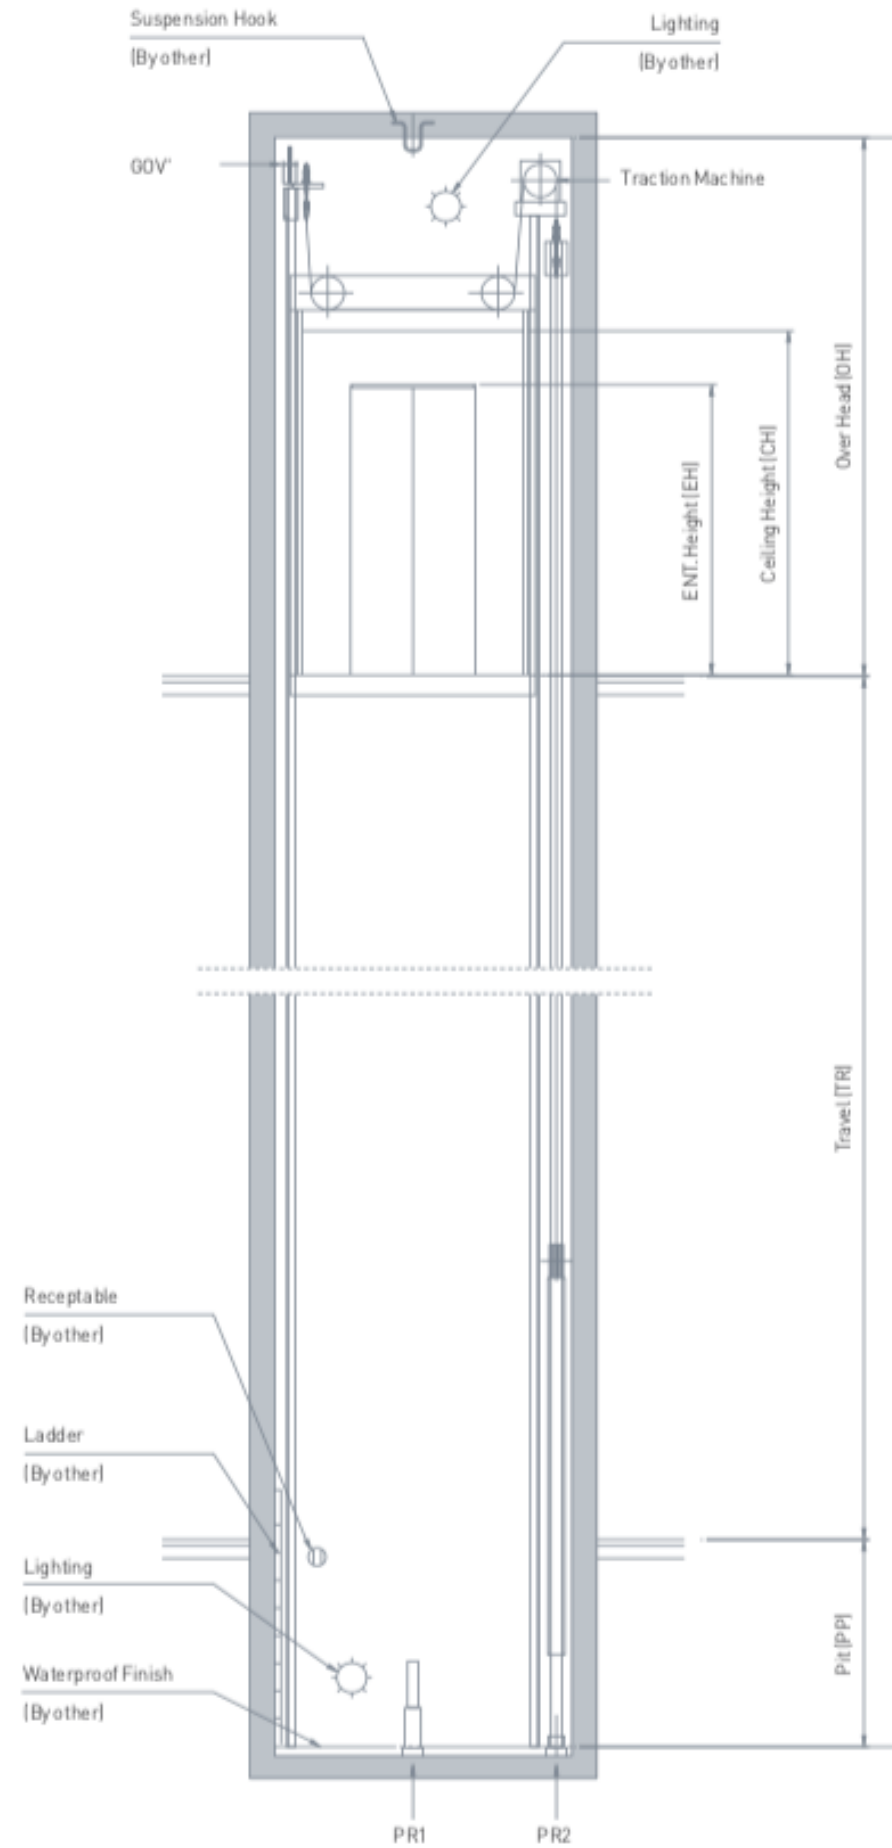 Suspension Hook
(By other)
Lighting
(By other)
GOV'
Traction Machine
Over Head (OH)
Ceiling Height (CH)
ENT. Height (EH)
Travel (TR)
Receptable
(By other)
Ladder
(By other)
Lighting
(By other)
Waterproof Finish
(By other)
Pit (PP)
PR1
PR2